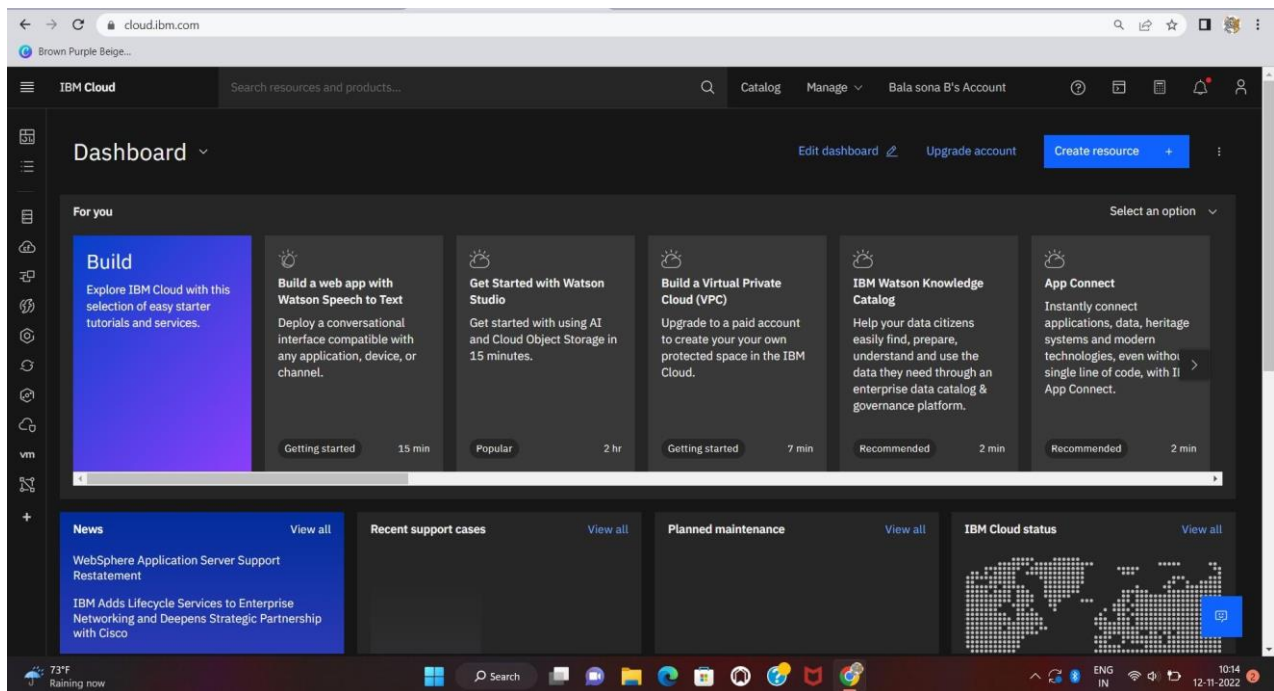 cloud.ibm.com
Brown Purple Beige...
IBM Cloud
Search resources and products...
Catalog
Manage
Bala sona B's Account
Dashboard
Edit dashboard
Upgrade account
Create resource +
For you
Select an option
Build
Explore IBM Cloud with this
selection of easy starter
tutorials and services.
Build a web app with
Watson Speech to Text
Deploy a conversational
interface compatible with
any application, device, or
channel.
Getting started
15 min
Get Started with Watson
Studio
Get started with using AI
and Cloud Object Storage in
15 minutes.
Popular
2 hr
Build a Virtual Private
Cloud (VPC)
Upgrade to a paid account
to create your your own
protected space in the IBM
Cloud.
Getting started
7 min
IBM Watson Knowledge
Catalog
Help your data citizens
easily find, prepare,
understand and use the
data they need through an
enterprise data catalog &
governance platform.
Recommended
2 min
App Connect
Instantly connect
applications, data, heritage
systems and modern
technologies, even withou
single line of code, with
App Connect.
Recommended
2 min
vm
News
View all
WebSphere Application Server Support
Restatement
IBM Adds Lifecycle Services to Enterprise
Networking and Deepens Strategic Partnership
with Cisco
Recent support cases
View all
Planned maintenance
View all
IBM Cloud status
View all
73°F
Raining now
Search
ENG
IN
10:14
12-11-2022
2